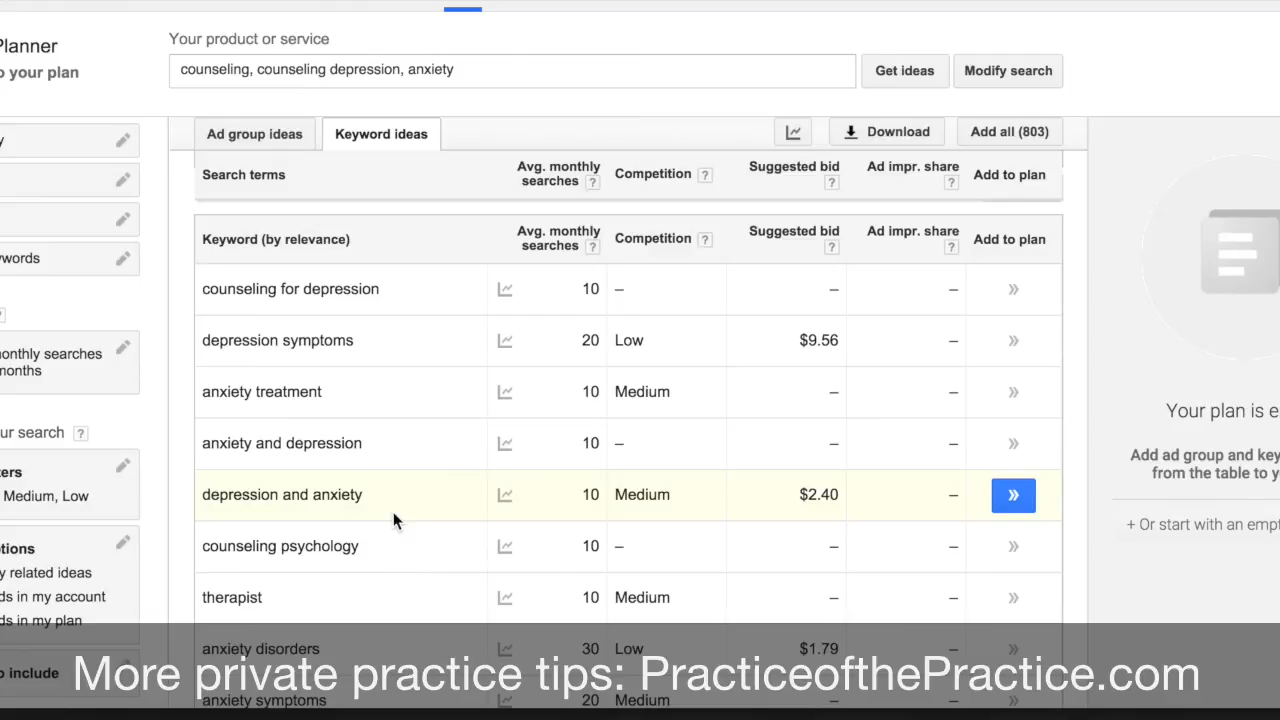 Planner
Your product or service
o your plan
counseling, counseling depression, anxiety
Get ideas
Modify search
y
Ad group ideas
Keyword ideas
Download
Add all (803)
Search terms
Avg. monthly searches ?
Competition ?
Suggested bid ?
Ad impr. share ?
Add to plan
Keyword (by relevance)
Avg. monthly searches ?
Competition ?
Suggested bid ?
Ad impr. share ?
Add to plan
counseling for depression 10 – – – »
depression symptoms 20 Low $9.56 – »
anxiety treatment 10 Medium – – »
anxiety and depression 10 – – – »
depression and anxiety 10 Medium $2.40 – »
counseling psychology 10 – – – »
therapist 10 Medium – – »
anxiety disorders 30 Low $1.79 – »
anxiety symptoms 20 Medium – – »
ywords
?
onthly searches
months
ur search ?
ers
Medium, Low
tions
y related ideas
ds in my account
ds in my plan
o include
Your plan is e
Add ad group and key
from the table to y
+ Or start with an empt
More private practice tips: PracticeofthePractice.com